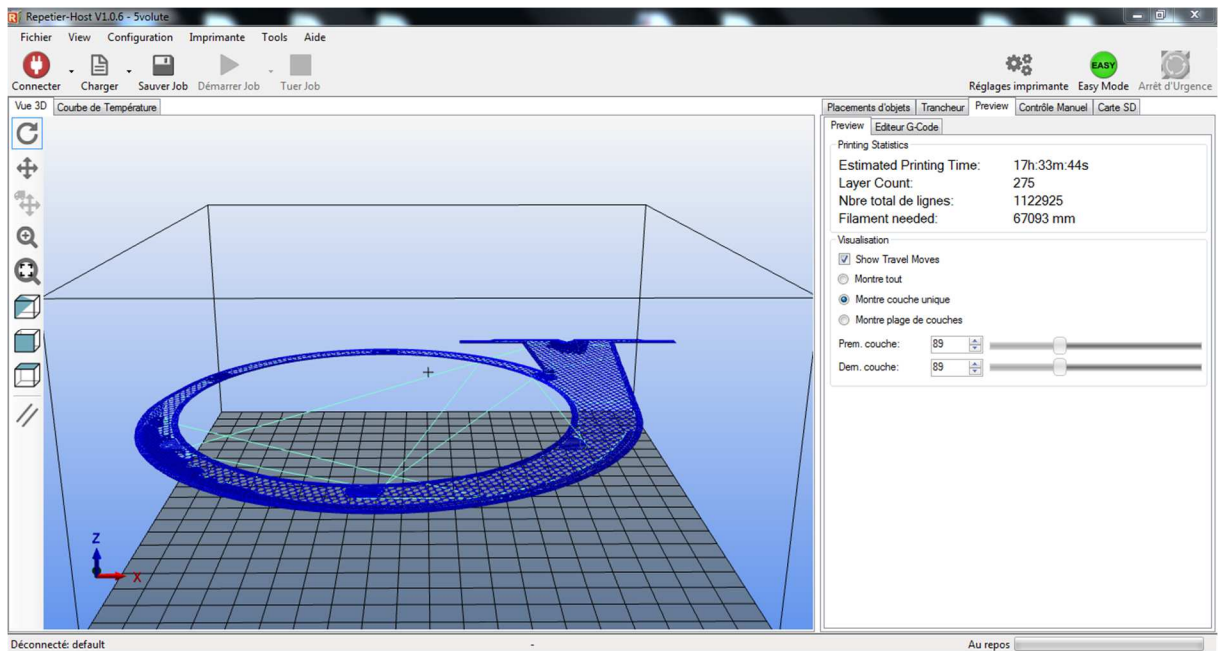 Repetier-Host V1.0.6 - 5volute
Fichier View Configuration Imprimante Tools Aide
Connecter Charger Sauver Job Démarrer Job Tuer Job Réglages imprimante Easy Mode Arrêt d'Urgence
EASY
Vue 3D Courbe de Température
Placements d'objets Trancheur Preview Contrôle Manuel Carte SD
Preview Editeur G-Code
Printing Statistics
Estimated Printing Time: 17h:33m:44s
Layer Count: 275
Nbre total de lignes: 1122925
Filament needed: 67093 mm
Visualisation
Show Travel Moves
Montre tout
Montre couche unique
Montre plage de couches
Prem. couche: 89
Dern. couche: 89
Z
X
Déconnecté: default - Au repos